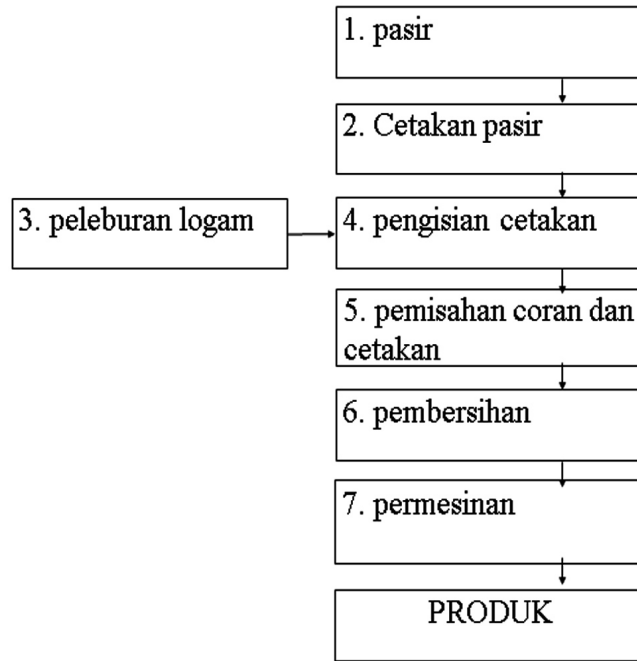 1. pasir
2. Cetakan pasir
3. peleburan logam
4. pengisian cetakan
5. pemisahan coran dan
cetakan
6. pembersihan
7. permesinan
PRODUK